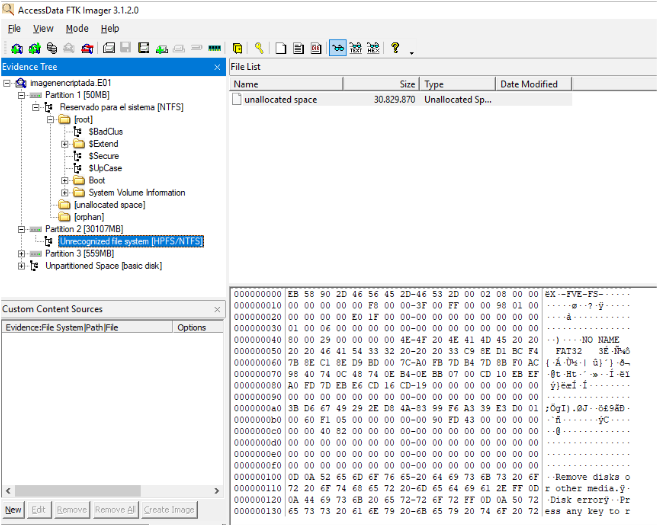 AccessData FTK Imager 3.1.2.0
File View Mode Help
Evidence Tree
imagenencriptada.E01
Partition 1 [50MB]
Reservado para el sistema [NTFS]
[root]
$BadClus
$Extend
$Secure
$UpCase
Boot
System Volume Information
[unallocated space]
[orphan]
Partition 2 [30107MB]
Unrecognized file system [HPFS/NTFS]
Partition 3 [559MB]
Unpartitioned Space [basic disk]
Custom Content Sources
Evidence:File System|Path|File Options
New Edit Remove Remove All Create Image
File List
Name Size Type Date Modified
unallocated space 30.829.870 Unallocated Sp...
000000000 EB 58 90 2D 46 56 45 2D-46 53 2D 00 02 08 00 00 ëX·-FVE-FS-·····
000000010 00 00 00 00 00 F8 00 00-3F 00 FF 00 00 98 01 00 ·····ø··?·ÿ·····
000000020 00 00 00 00 E0 1F 00 00-00 00 00 00 00 00 00 00 ····à···········
000000030 01 00 06 00 00 00 00 00-00 00 00 00 00 00 00 00 ················
000000040 80 00 29 00 00 00 00 4E-4F 20 4E 41 4D 45 20 20 ··)····NO NAME
000000050 20 20 46 41 54 33 32 20-20 20 33 C9 8E D1 BC F4 FAT32 3É·Ñ¼ô
000000060 7B 8E C1 8E D9 BD 00 7C-A0 FB 7D B4 7D 8B F0 AC {·Á·Ù½·| û}´}·ð¬
000000070 98 40 74 0C 48 74 0E B4-0E BB 07 00 CD 10 EB EF ·@t·Ht·´·»··Í·ëï
000000080 A0 FD 7D EB E6 CD 16 CD-19 00 00 00 00 00 00 00 ý}ëæÍ·Í·········
000000090 00 00 00 00 00 00 00 00-00 00 00 00 00 00 00 00 ················
0000000a0 3B D6 67 49 29 2E D8 4A-83 99 F6 A3 39 E3 D0 01 ;ÖgI).ØJ··ö£9ãÐ·
0000000b0 00 60 F1 05 00 00 00 00-00 90 FD 43 00 00 00 00 ·`ñ·······ýC····
0000000c0 00 00 40 82 00 00 00 00-00 00 00 00 00 00 00 00 ··@·············
0000000d0 00 00 00 00 00 00 00 00-00 00 00 00 00 00 00 00 ················
0000000e0 00 00 00 00 00 00 00 00-00 00 00 00 00 00 00 00 ················
0000000f0 00 00 00 00 00 00 00 00-00 00 00 00 00 00 00 00 ················
000000100 0D 0A 52 65 6D 6F 76 65-20 64 69 73 6B 73 20 6F ··Remove disks o
000000110 72 20 6F 74 68 65 72 20-6D 65 64 69 61 2E FF 0D r other media.ÿ·
000000120 0A 44 69 73 6B 20 65 72-72 6F 72 FF 0D 0A 50 72 ·Disk errorÿ··Pr
000000130 65 73 73 20 61 6E 79 20-6B 65 79 20 74 6F 20 72 ess any key to r